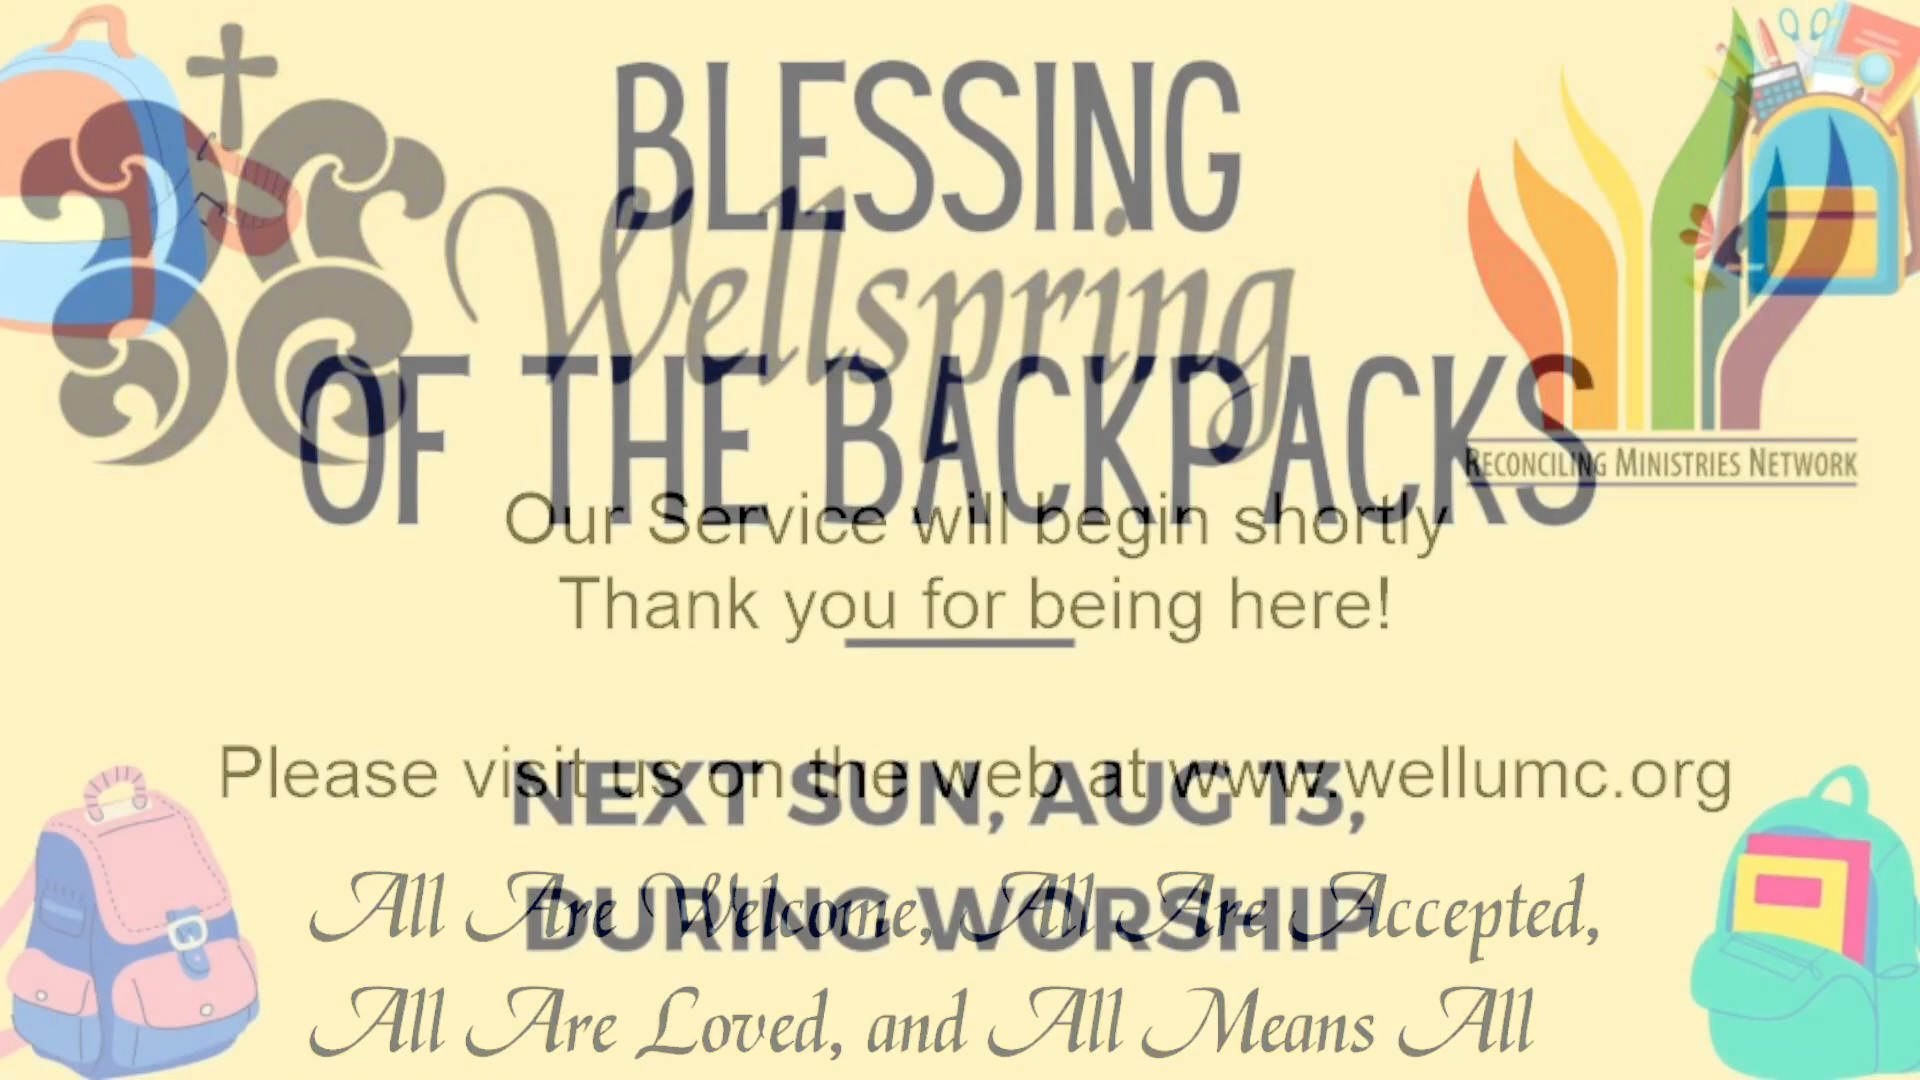 BLESSING
OF THE BACKPACKS
NEXT SUN, AUG 13,
DURING WORSHIP
Wellspring
RECONCILING MINISTRIES NETWORK
Our Service will begin shortly
Thank you for being here!
Please visit us on the web at www.wellumc.org
All Are Welcome, All Are Accepted,
All Are Loved, and All Means All